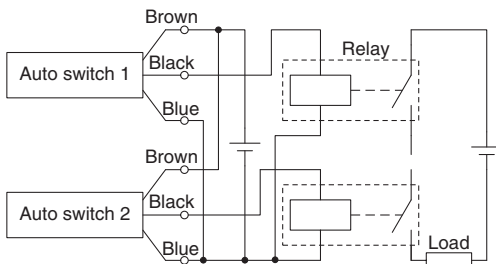 Brown
Relay
Auto switch 1
Black
Blue
Brown
Auto switch 2
Black
Blue
Load